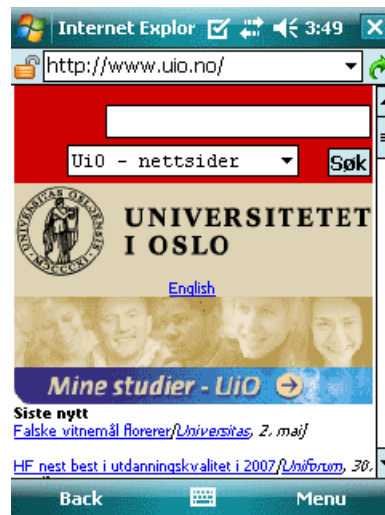 Internet Explor 3:49
http://www.uio.no/
UiO - nettsider
Søk
UNIVERSITETET
I OSLO
English
Mine studier - UiO
Siste nytt
Falske vitnemål florerer[Universitas, 2. mai]
HF nest best i utdanningskvalitet i 2007[Uniforum, 30.
Back Menu